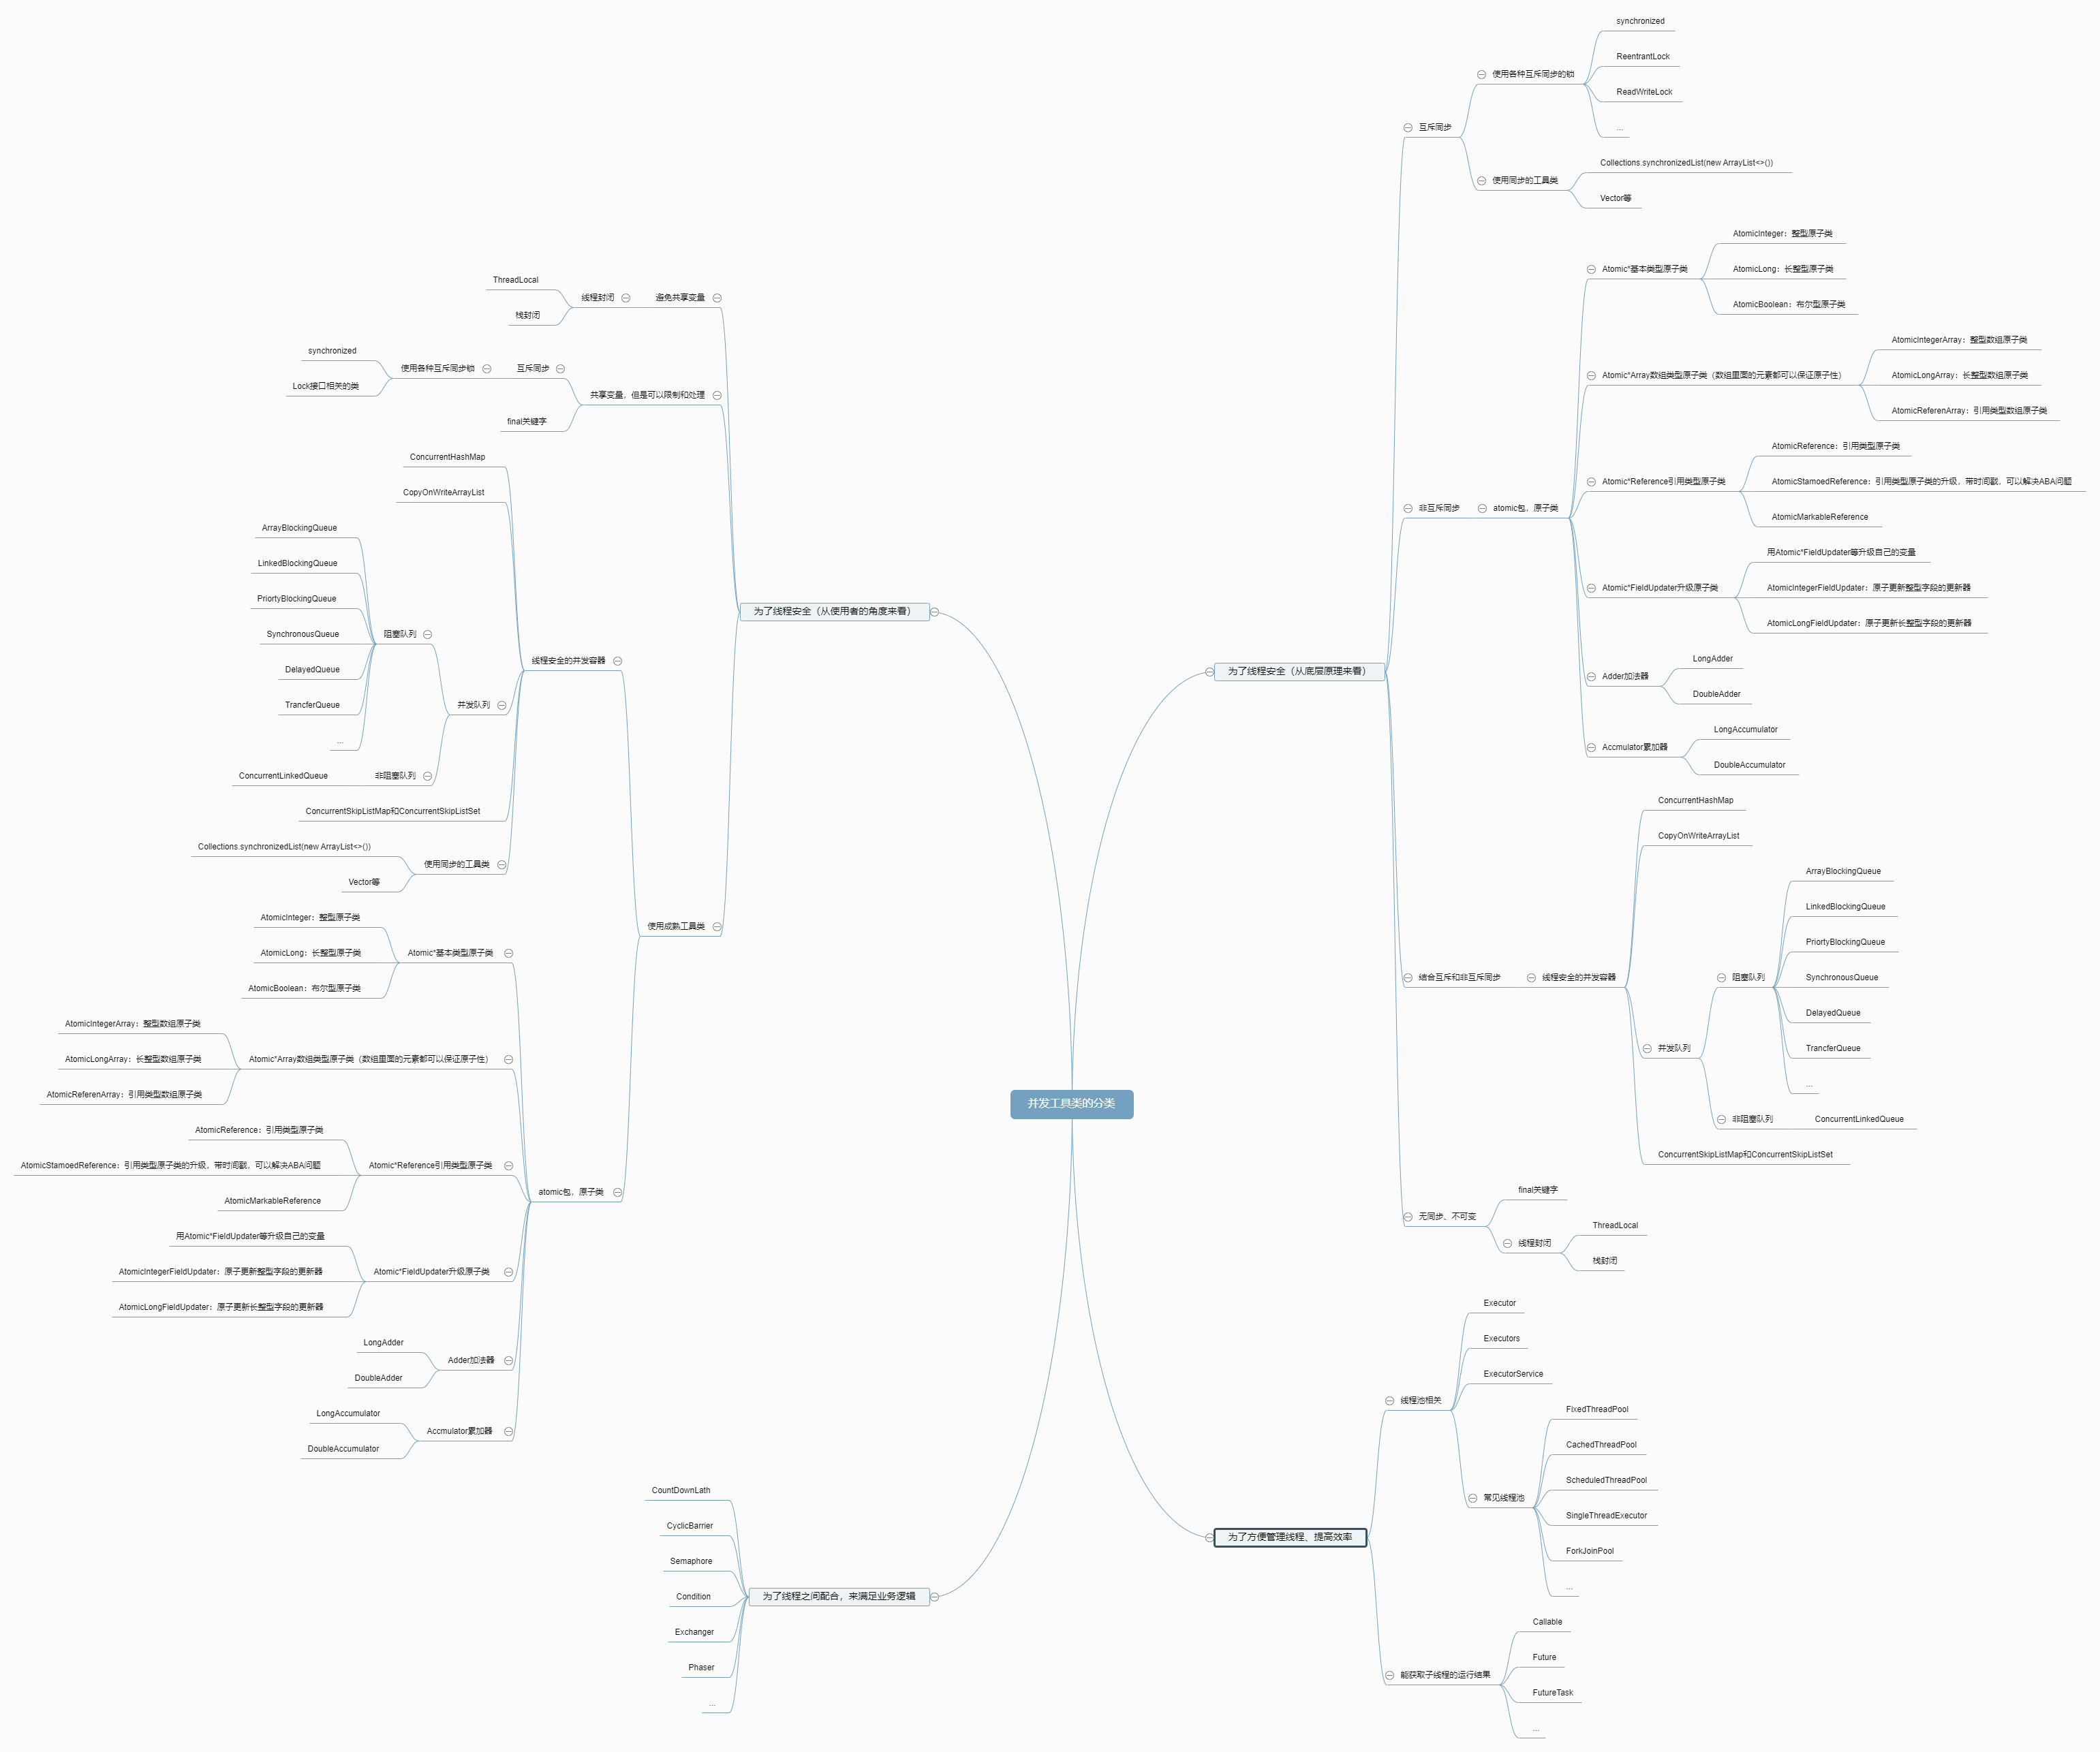 并发工具类的分类
为了线程安全（从底层原理来看）
互斥同步
使用各种互斥同步的锁
synchronized
ReentrantLock
ReadWriteLock
...
使用同步的工具类
Collections.synchronizedList(new ArrayList<>())
Vector等
非互斥同步
atomic包，原子类
Atomic*基本类型原子类
AtomicInteger：整型原子类
AtomicLong：长整型原子类
AtomicBoolean：布尔型原子类
Atomic*Array数组类型原子类（数组里面的元素都可以保证原子性）
AtomicIntegerArray：整型数组原子类
AtomicLongArray：长整型数组原子类
AtomicReferenArray：引用类型数组原子类
Atomic*Reference引用类型原子类
AtomicReference：引用类型原子类
AtomicStamoedReference：引用类型原子类的升级，带时间戳，可以解决ABA问题
AtomicMarkableReference
Atomic*FieldUpdater升级原子类
用Atomic*FieldUpdater等升级自己的变量
AtomicIntegerFieldUpdater：原子更新整型字段的更新器
AtomicLongFieldUpdater：原子更新长整型字段的更新器
Adder加法器
LongAdder
DoubleAdder
Accmulator累加器
LongAccumulator
DoubleAccumulator
结合互斥和非互斥同步
线程安全的并发容器
ConcurrentHashMap
CopyOnWriteArrayList
并发队列
阻塞队列
ArrayBlockingQueue
LinkedBlockingQueue
PriortyBlockingQueue
SynchronousQueue
DelayedQueue
TrancferQueue
...
非阻塞队列
ConcurrentLinkedQueue
ConcurrentSkipListMap和ConcurrentSkipListSet
无同步、不可变
final关键字
线程封闭
ThreadLocal
栈封闭
为了方便管理线程、提高效率
线程池相关
Executor
Executors
ExecutorService
常见线程池
FixedThreadPool
CachedThreadPool
ScheduledThreadPool
SingleThreadExecutor
ForkJoinPool
...
能获取子线程的运行结果
Callable
Future
FutureTask
...
为了线程安全（从使用者的角度来看）
避免共享变量
线程封闭
ThreadLocal
栈封闭
共享变量，但是可以限制和处理
互斥同步
使用各种互斥同步锁
synchronized
Lock接口相关的类
final关键字
使用成熟工具类
线程安全的并发容器
ConcurrentHashMap
CopyOnWriteArrayList
并发队列
阻塞队列
ArrayBlockingQueue
LinkedBlockingQueue
PriortyBlockingQueue
SynchronousQueue
DelayedQueue
TrancferQueue
...
非阻塞队列
ConcurrentLinkedQueue
ConcurrentSkipListMap和ConcurrentSkipListSet
使用同步的工具类
Collections.synchronizedList(new ArrayList<>())
Vector等
atomic包，原子类
Atomic*基本类型原子类
AtomicInteger：整型原子类
AtomicLong：长整型原子类
AtomicBoolean：布尔型原子类
Atomic*Array数组类型原子类（数组里面的元素都可以保证原子性）
AtomicIntegerArray：整型数组原子类
AtomicLongArray：长整型数组原子类
AtomicReferenArray：引用类型数组原子类
Atomic*Reference引用类型原子类
AtomicReference：引用类型原子类
AtomicStamoedReference：引用类型原子类的升级，带时间戳，可以解决ABA问题
AtomicMarkableReference
Atomic*FieldUpdater升级原子类
用Atomic*FieldUpdater等升级自己的变量
AtomicIntegerFieldUpdater：原子更新整型字段的更新器
AtomicLongFieldUpdater：原子更新长整型字段的更新器
Adder加法器
LongAdder
DoubleAdder
Accmulator累加器
LongAccumulator
DoubleAccumulator
为了线程之间配合，来满足业务逻辑
CountDownLath
CyclicBarrier
Semaphore
Condition
Exchanger
Phaser
...